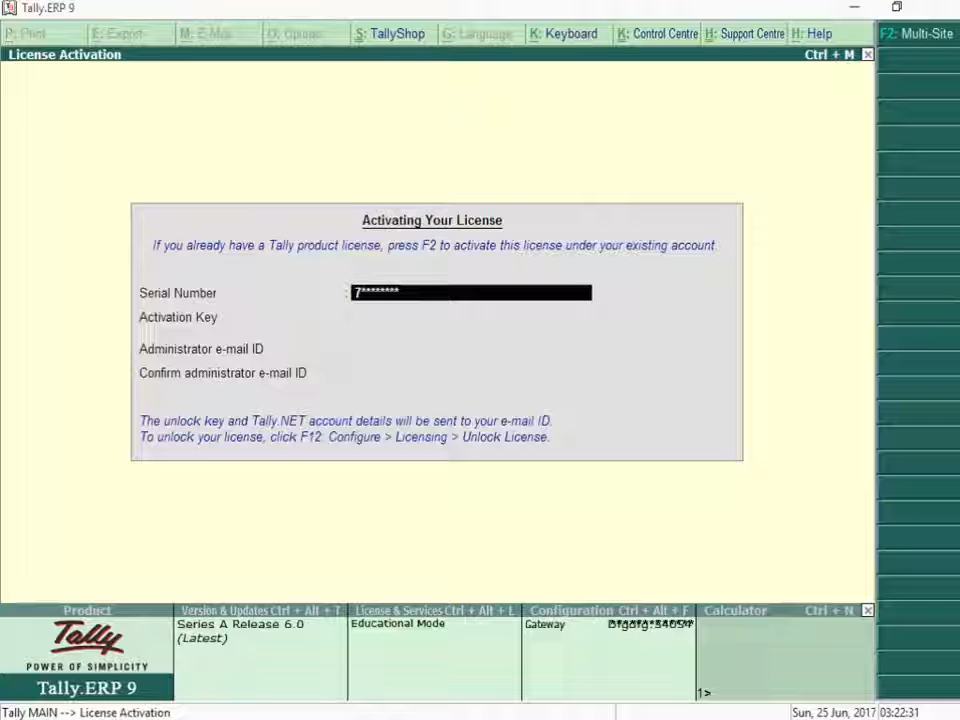 Tally.ERP 9
P: Print E: Export M: E-Mail O: Options S: TallyShop G: Language K: Keyboard K: Control Centre H: Support Centre H: Help F2: Multi-Site
License Activation Ctrl + M
Activating Your License
If you already have a Tally product license, press F2 to activate this license under your existing account.
Serial Number : 7********
Activation Key
Administrator e-mail ID
Confirm administrator e-mail ID
The unlock key and Tally.NET account details will be sent to your e-mail ID.
To unlock your license, click F12: Configure > Licensing > Unlock License.
Product Version & Updates Ctrl + Alt + T License & Services Ctrl + Alt + L Configuration Ctrl + Alt + F Calculator Ctrl + N
Tally
POWER OF SIMPLICITY
Tally.ERP 9
Series A Release 6.0
(Latest)
Educational Mode
Gateway
1>
Tally MAIN --> License Activation Sun, 25 Jun, 2017 03:22:31